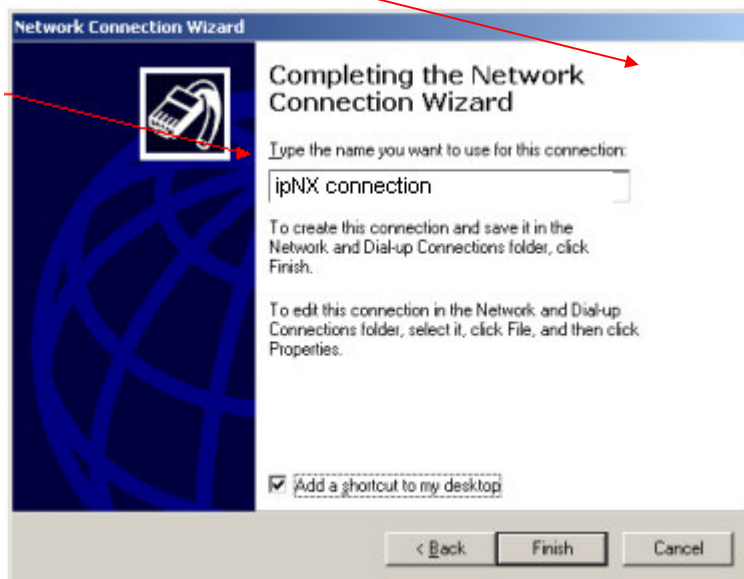 Network Connection Wizard
Completing the Network
Connection Wizard
Type the name you want to use for this connection:
ipNX connection
To create this connection and save it in the
Network and Dial-up Connections folder, click
Finish.
To edit this connection in the Network and Dial-up
Connections folder, select it, click File, and then click
Properties.
Add a shortcut to my desktop
< Back
Finish
Cancel